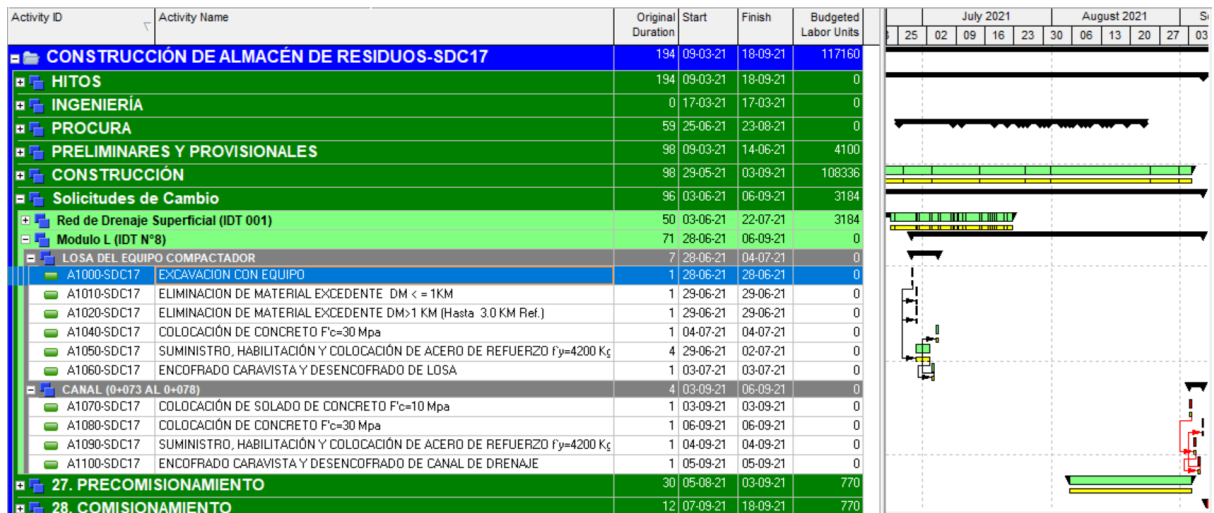 Activity ID Activity Name Original Duration Start Finish Budgeted Labor Units July 2021 August 2021
25 02 09 16 23 30 06 13 20 27 03
CONSTRUCCIÓN DE ALMACÉN DE RESIDUOS-SDC17 194 09-03-21 18-09-21 117160
HITOS 194 09-03-21 18-09-21 0
INGENIERÍA 0 17-03-21 17-03-21 0
PROCURA 59 25-06-21 23-08-21 0
PRELIMINARES Y PROVISIONALES 98 09-03-21 14-06-21 4100
CONSTRUCCIÓN 98 29-05-21 03-09-21 108336
Solicitudes de Cambio 96 03-06-21 06-09-21 3184
Red de Drenaje Superficial (IDT 001) 50 03-06-21 22-07-21 3184
Modulo L (IDT N°8) 71 28-06-21 06-09-21 0
LOSA DEL EQUIPO COMPACTADOR 7 28-06-21 04-07-21 0
A1000-SDC17 EXCAVACION CON EQUIPO 1 28-06-21 28-06-21 0
A1010-SDC17 ELIMINACION DE MATERIAL EXCEDENTE DM < = 1KM 1 29-06-21 29-06-21 0
A1020-SDC17 ELIMINACION DE MATERIAL EXCEDENTE DM>1 KM (Hasta 3.0 KM Ref.) 1 29-06-21 29-06-21 0
A1040-SDC17 COLOCACIÓN DE CONCRETO F'c=30 Mpa 1 04-07-21 04-07-21 0
A1050-SDC17 SUMINISTRO, HABILITACIÓN Y COLOCACIÓN DE ACERO DE REFUERZO f'y=4200 Kg 4 29-06-21 02-07-21 0
A1060-SDC17 ENCOFRADO CARAVISTA Y DESENCOFRADO DE LOSA 1 03-07-21 03-07-21 0
CANAL (0+073 AL 0+078) 4 03-09-21 06-09-21 0
A1070-SDC17 COLOCACIÓN DE SOLADO DE CONCRETO F'c=10 Mpa 1 03-09-21 03-09-21 0
A1080-SDC17 COLOCACIÓN DE CONCRETO F'c=30 Mpa 1 06-09-21 06-09-21 0
A1090-SDC17 SUMINISTRO, HABILITACIÓN Y COLOCACIÓN DE ACERO DE REFUERZO f'y=4200 Kg 1 04-09-21 04-09-21 0
A1100-SDC17 ENCOFRADO CARAVISTA Y DESENCOFRADO DE CANAL DE DRENAJE 1 05-09-21 05-09-21 0
27. PRECOMISIONAMIENTO 30 05-08-21 03-09-21 770
28. COMISIONAMIENTO 12 07-09-21 18-09-21 770